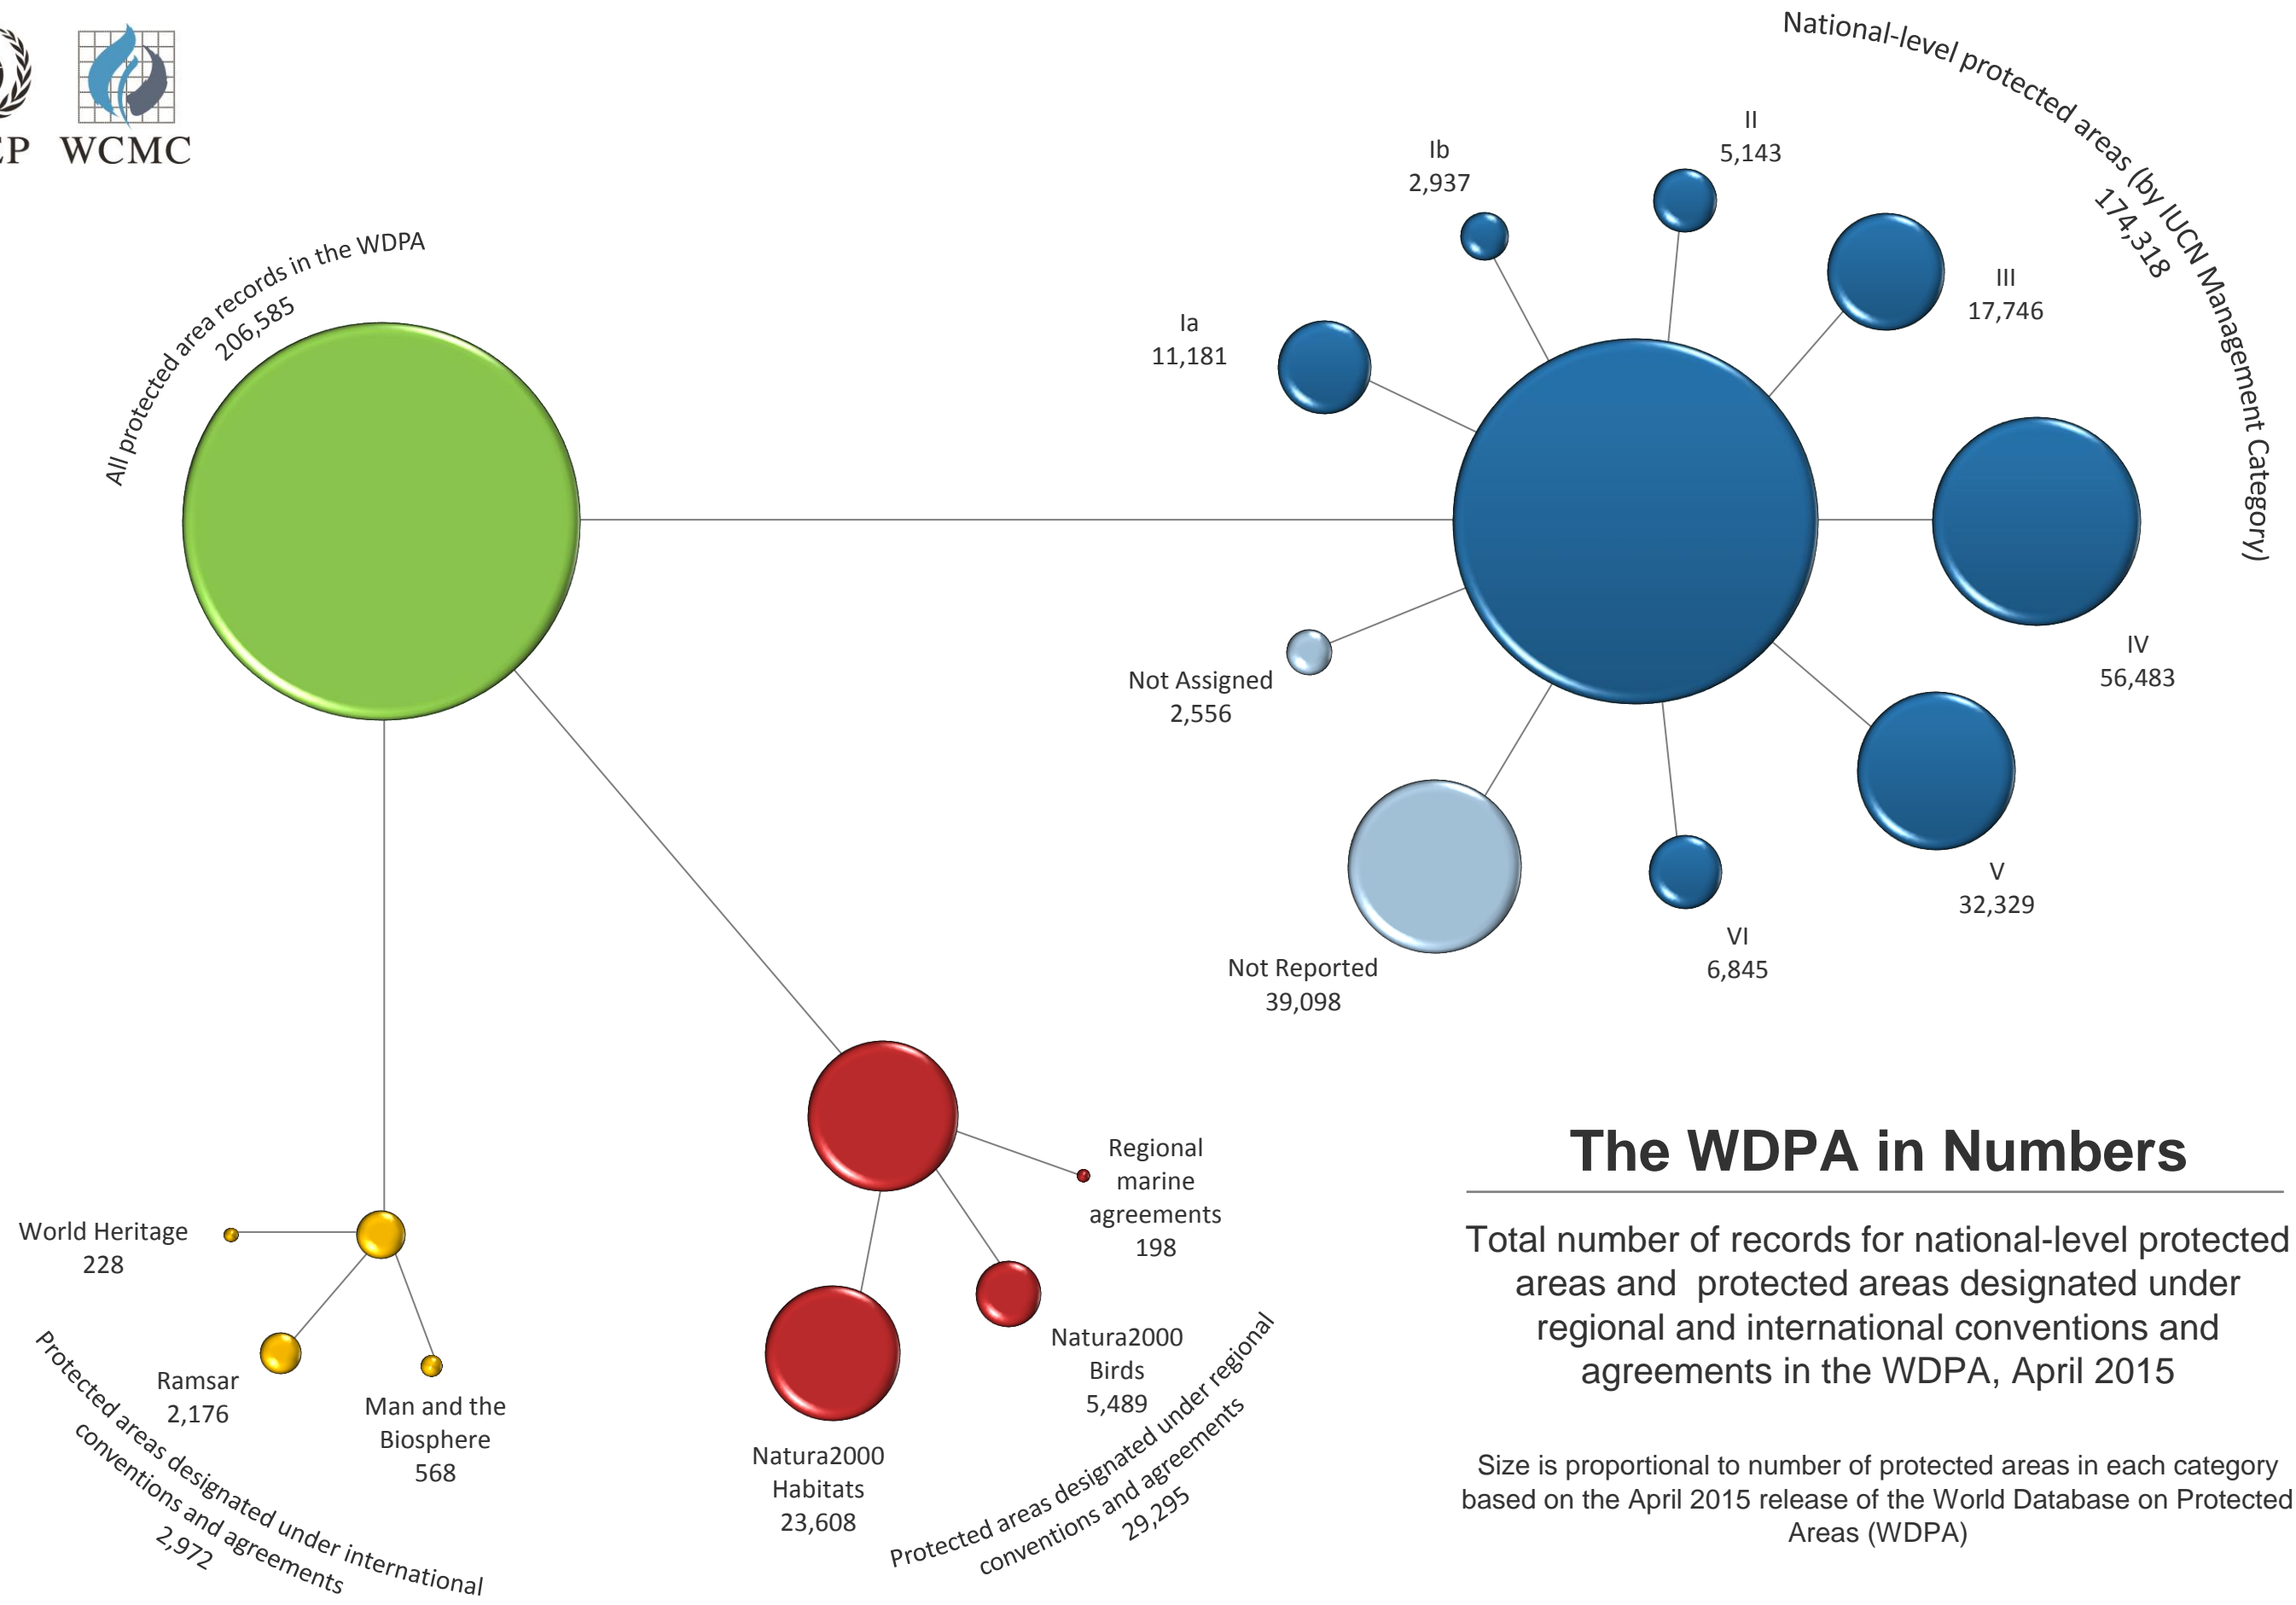 WCMC
All protected area records in the WDPA
206,585
National-level protected areas (by IUCN Management Category)
174,318
Ia
11,181
Ib
2,937
II
5,143
III
17,746
IV
56,483
V
32,329
VI
6,845
Not Reported
39,098
Not Assigned
2,556
World Heritage
228
Ramsar
2,176
Man and the
Biosphere
568
Protected areas designated under international
conventions and agreements
2,972
Regional
marine
agreements
198
Natura2000
Birds
5,489
Natura2000
Habitats
23,608
Protected areas designated under regional
conventions and agreements
29,295
The WDPA in Numbers
Total number of records for national-level protected
areas and protected areas designated under
regional and international conventions and
agreements in the WDPA, April 2015
Size is proportional to number of protected areas in each category
based on the April 2015 release of the World Database on Protected
Areas (WDPA)